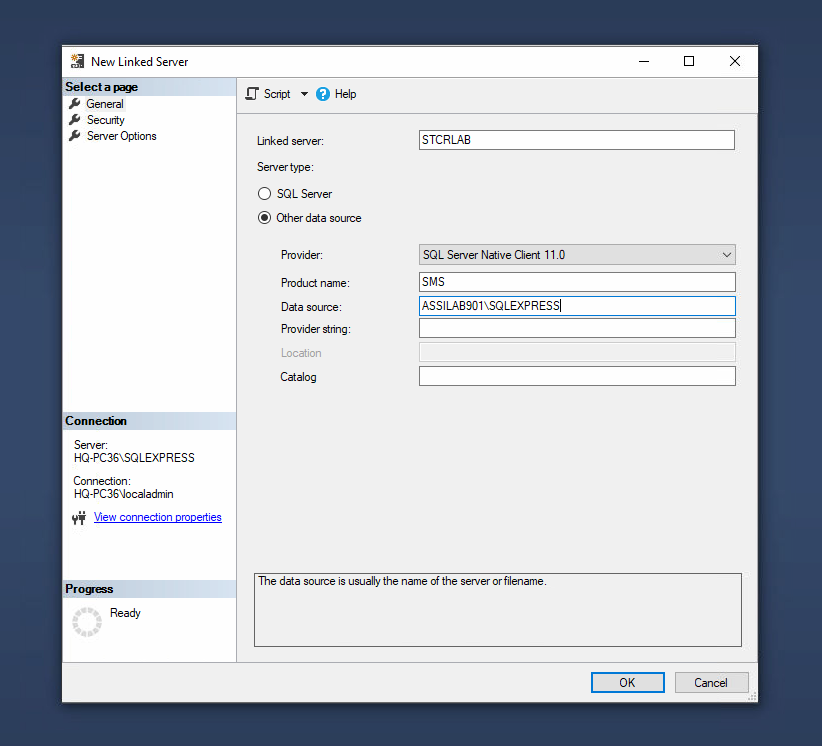 New Linked Server
Select a page
General
Security
Server Options
Script
Help
Linked server:
STCRLAB
Server type:
SQL Server
Other data source
Provider:
SQL Server Native Client 11.0
Product name:
SMS
Data source:
ASSILAB901\SQLEXPRESS
Provider string:
Location
Catalog
Connection
Server:
HQ-PC36\SQLEXPRESS
Connection:
HQ-PC36\localadmin
View connection properties
Progress
Ready
The data source is usually the name of the server or filename.
OK
Cancel